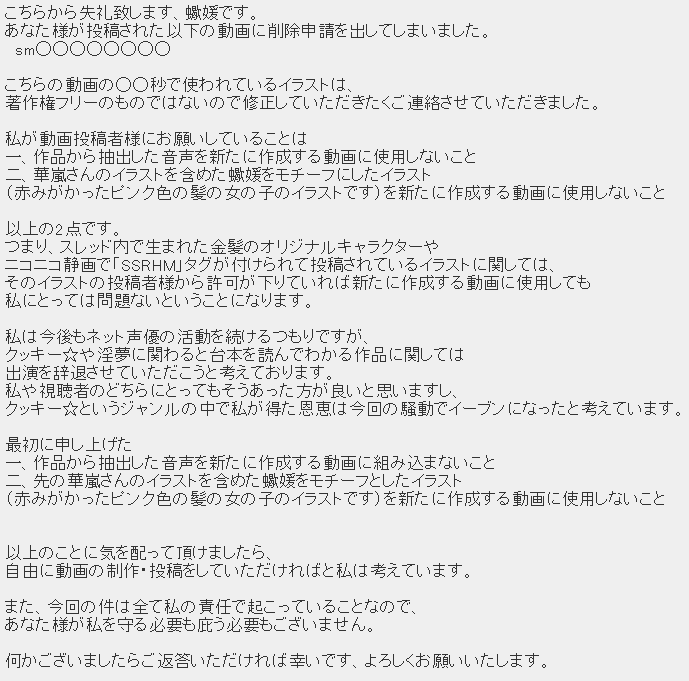 こちらから失礼致します、蠍媛です。
あなた様が投稿された以下の動画に削除申請を出してしまいました。
sm〇〇〇〇〇〇〇〇
こちらの動画の〇〇秒で使われているイラストは、
著作権フリーのものではないので修正していただきたくご連絡させていただきました。
私が動画投稿者様にお願いしていることは
一、作品から抽出した音声を新たに作成する動画に使用しないこと
二、華嵐さんのイラストを含めた蠍媛をモチーフにしたイラスト
（赤みがかったピンク色の髪の女の子のイラストです）を新たに作成する動画に使用しないこと
以上の2点です。
つまり、スレッド内で生まれた金髪のオリジナルキャラクターや
ニコニコ静画で「SSRHM」タグが付けられて投稿されているイラストに関しては、
そのイラストの投稿者様から許可が下りていれば新たに作成する動画に使用しても
私にとっては問題ないということになります。
私は今後もネット声優の活動を続けるつもりですが、
クッキー☆や淫夢に関わると台本を読んでわかる作品に関しては
出演を辞退させていただこうと考えております。
私や視聴者のどちらにとってもそうあった方が良いと思いますし、
クッキー☆というジャンルの中で私が得た恩恵は今回の騒動でイーブンになったと考えています。
最初に申し上げた
一、作品から抽出した音声を新たに作成する動画に組み込まないこと
二、先の華嵐さんのイラストを含めた蠍媛をモチーフとしたイラスト
（赤みがかったピンク色の髪の女の子のイラストです）を新たに作成する動画に使用しないこと
以上のことに気を配って頂けましたら、
自由に動画の制作・投稿をしていただければと私は考えています。
また、今回の件は全て私の責任で起こっていることなので、
あなた様が私を守る必要も庇う必要もございません。
何かございましたらご返答いただければ幸いです、よろしくお願いいたします。